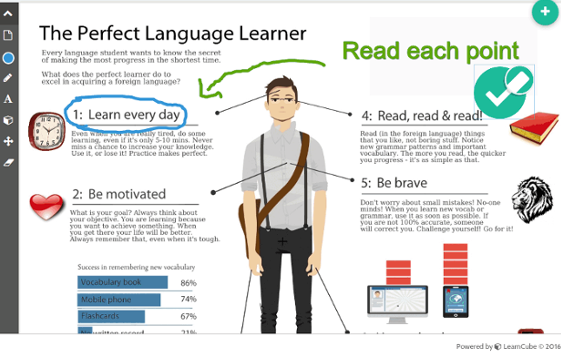 The Perfect Language Learner
Every language student wants to know the secret
of making the most progress in the shortest time.
What does the perfect learner do to
excel in acquiring a foreign language?
Read each point
1: Learn every day
Even when you are really tired, do some
learning, even if it's only 5-10 mins. Never
miss a chance to increase your knowledge.
Use it, or lose it! Practice makes perfect.
2: Be motivated
What is your goal? Always think about
your objective. You are learning because
you want to achieve something. When
you get there your life will be better.
Always remember that, even when it's tough.
Success in remembering new vocabulary
Vocabulary book 86%
Mobile phone 74%
Flashcards 67%
written record 21%
4: Read, read & read!
Read (in the foreign language) things that
you like, not boring stuff. Notice
new grammar patterns and important
vocabulary. The more you read, the quicker
you progress - it's as simple as that.
5: Be brave
Don't worry about small mistakes! No-one
minds! When you learn new vocab or
grammar, use it as soon as possible. If
you are not 100% accurate, someone
will correct you. Challenge yourself! Go for it!
A
Powered by LearnCube © 2016